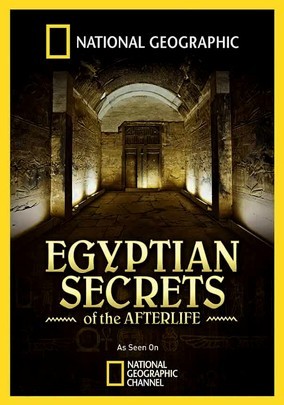 NATIONAL GEOGRAPHIC
EGYPTIAN
SECRETS
of the AFTERLIFE
As Seen On
NATIONAL
GEOGRAPHIC
CHANNEL